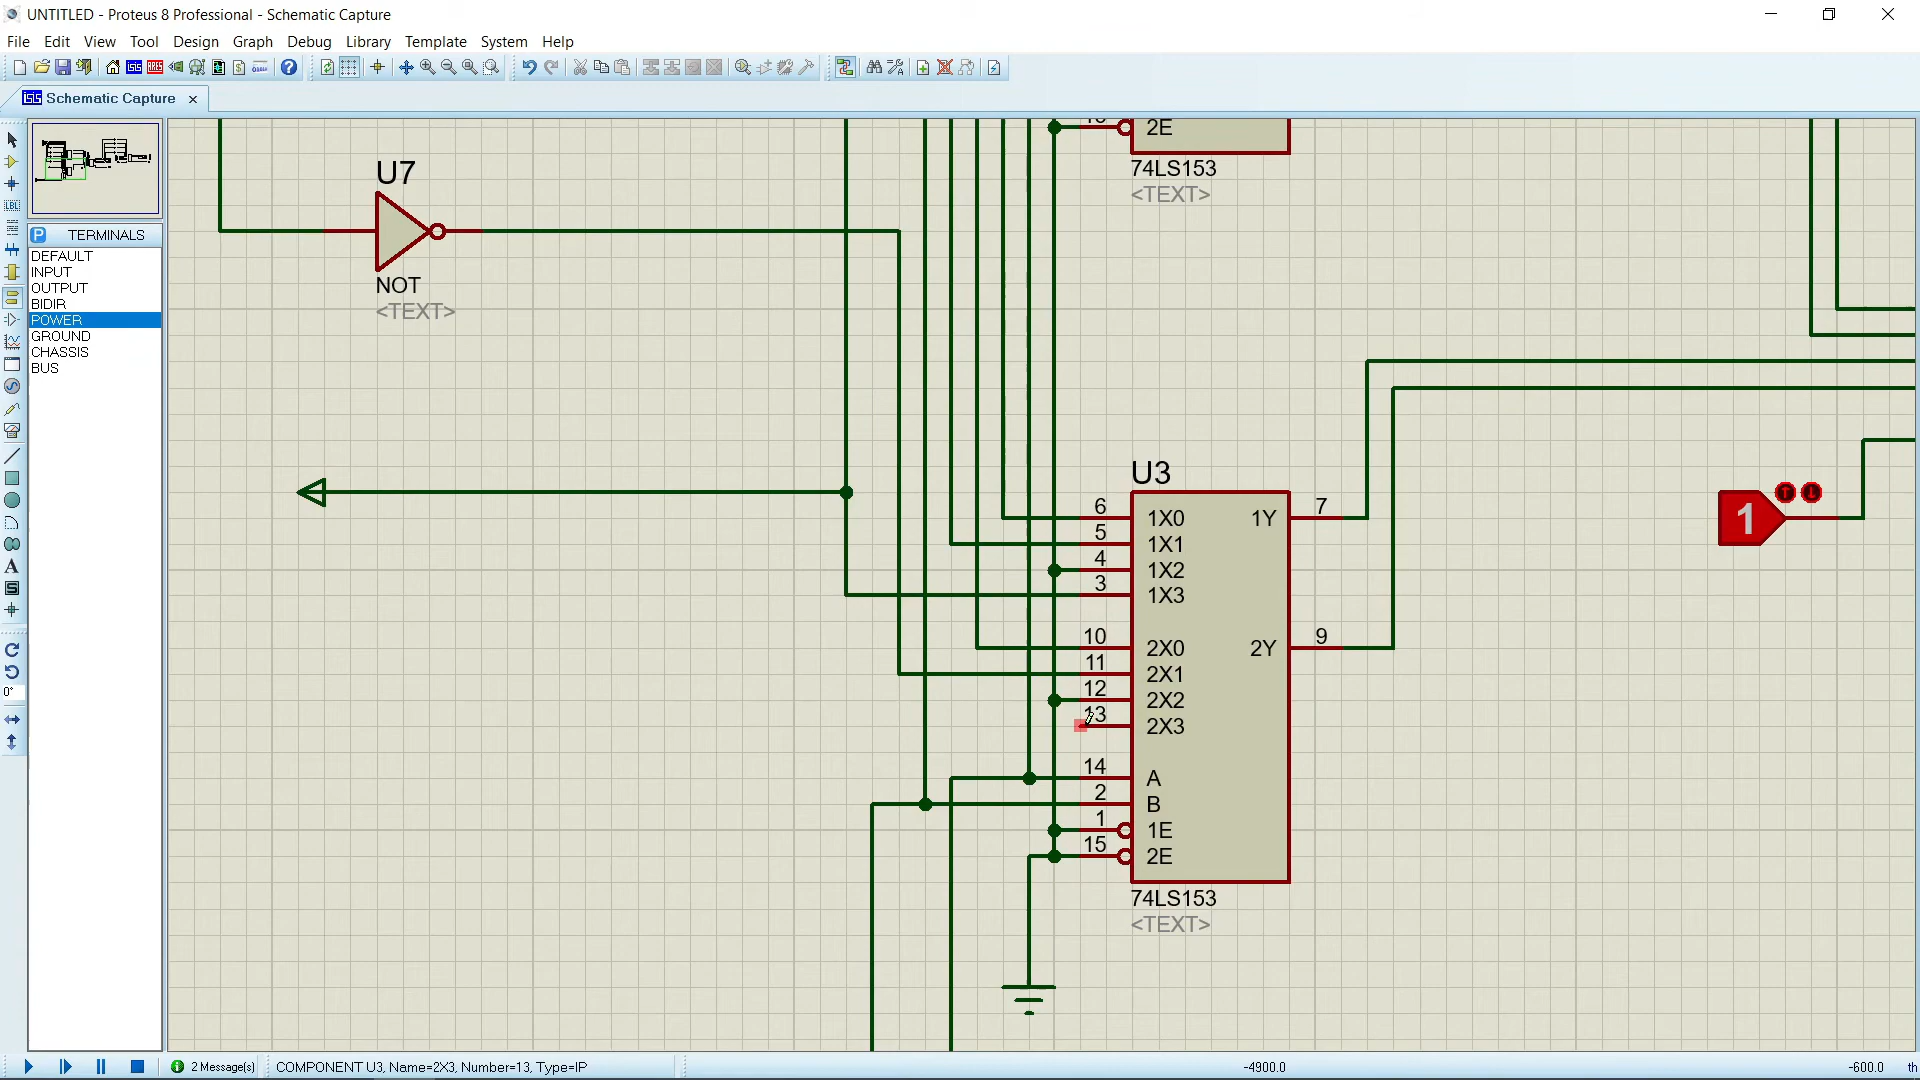 UNTITLED - Proteus 8 Professional - Schematic Capture
File Edit View Tool Design Graph Debug Library Template System Help
Schematic Capture
TERMINALS
DEFAULT
INPUT
OUTPUT
BIDIR
POWER
GROUND
CHASSIS
BUS
LBL
A
S
0°
2E
74LS153
<TEXT>
U7
NOT
<TEXT>
U3
6 1X0 1Y 7
5 1X1
4 1X2
3 1X3
10 2X0 2Y 9
11 2X1
12 2X2
13 2X3
14 A
2 B
1 1E
15 2E
74LS153
<TEXT>
1
2 Message(s) COMPONENT U3, Name=2X3, Number=13, Type=IP -4900.0 -600.0 th